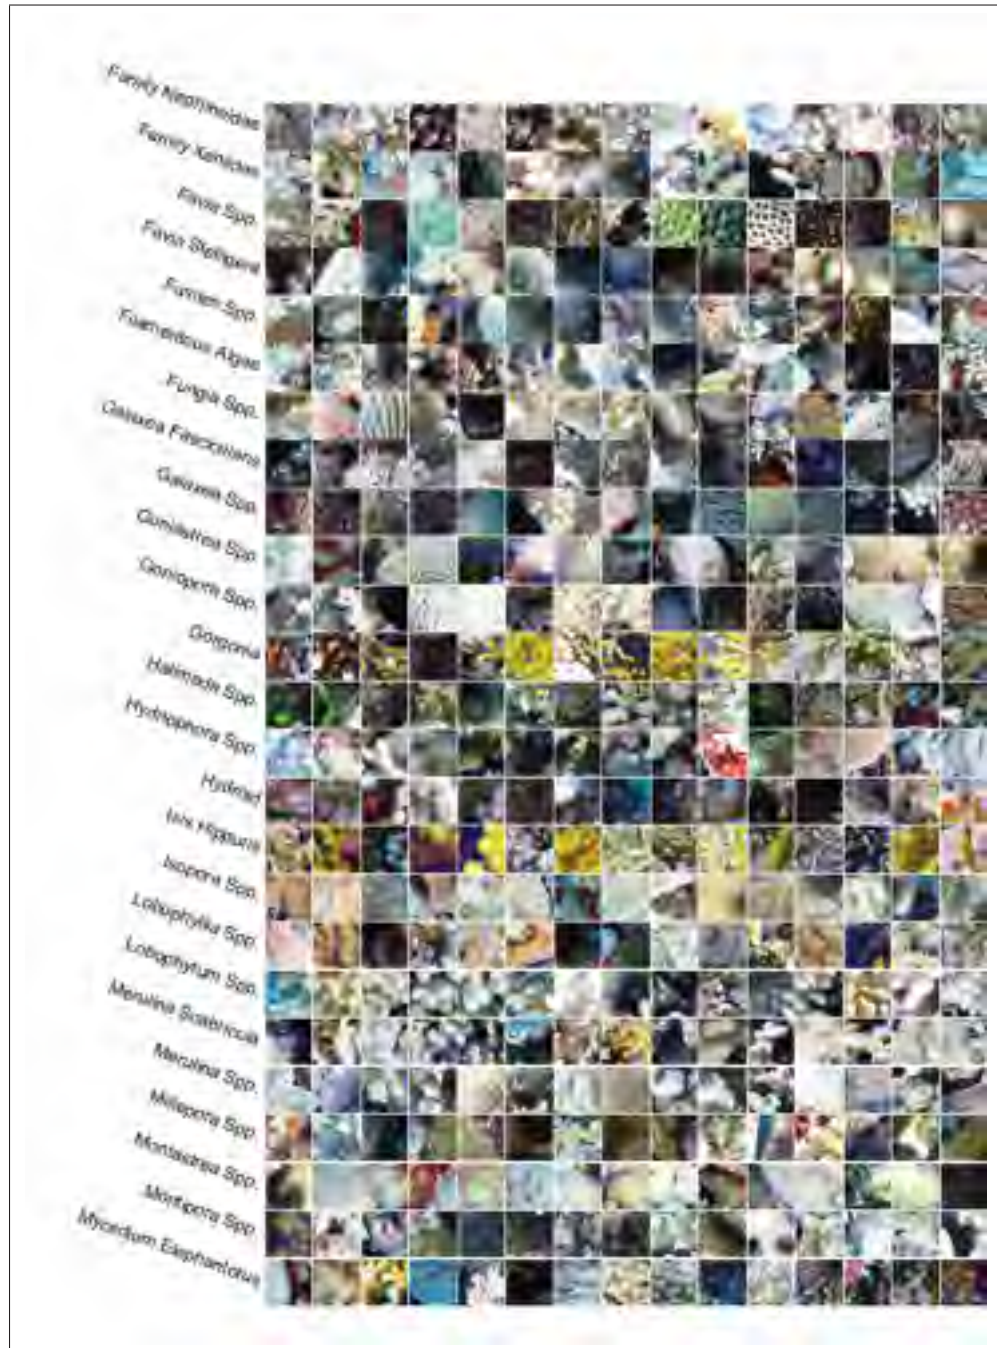 Family Nephtheidae
Family Xeniidae
Favia Spp.
Favia Stelligera
Spp.
Algae
Fungia Spp.
Galaxea Fascicularis
Galaxea Spp.
Goniastrea Spp.
Goniopora Spp.
Gorgonia
Halimeda Spp.
Hydnophora Spp.
Hydroid
Isis Hippuris
Isopora Spp.
Lobophyllia Spp.
Lobophytum Spp.
Merulina Scabricula
Merulina Spp.
Millepora Spp.
Montastrea Spp.
Montipora Spp.
Mycedium Elephantotus